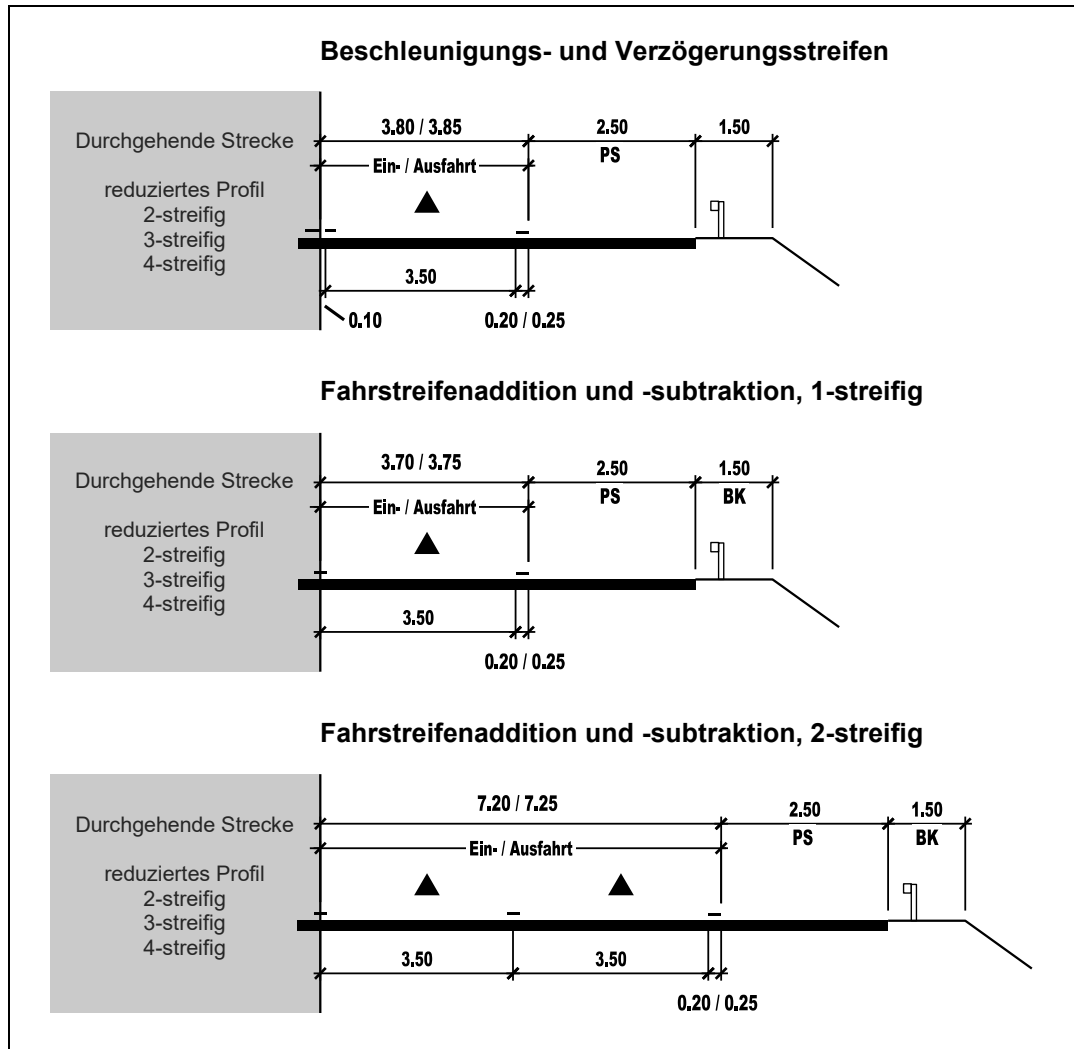 Beschleunigungs- und Verzögerungsstreifen
Durchgehende Strecke
reduziertes Profil
2-streifig
3-streifig
4-streifig
3.80 / 3.85
2.50
1.50
PS
Ein- / Ausfahrt
3.50
0.10
0.20 / 0.25
Fahrstreifenaddition und -subtraktion, 1-streifig
Durchgehende Strecke
reduziertes Profil
2-streifig
3-streifig
4-streifig
3.70 / 3.75
2.50
1.50
PS
BK
Ein- / Ausfahrt
3.50
0.20 / 0.25
Fahrstreifenaddition und -subtraktion, 2-streifig
Durchgehende Strecke
reduziertes Profil
2-streifig
3-streifig
4-streifig
7.20 / 7.25
2.50
1.50
PS
BK
Ein- / Ausfahrt
3.50
3.50
0.20 / 0.25